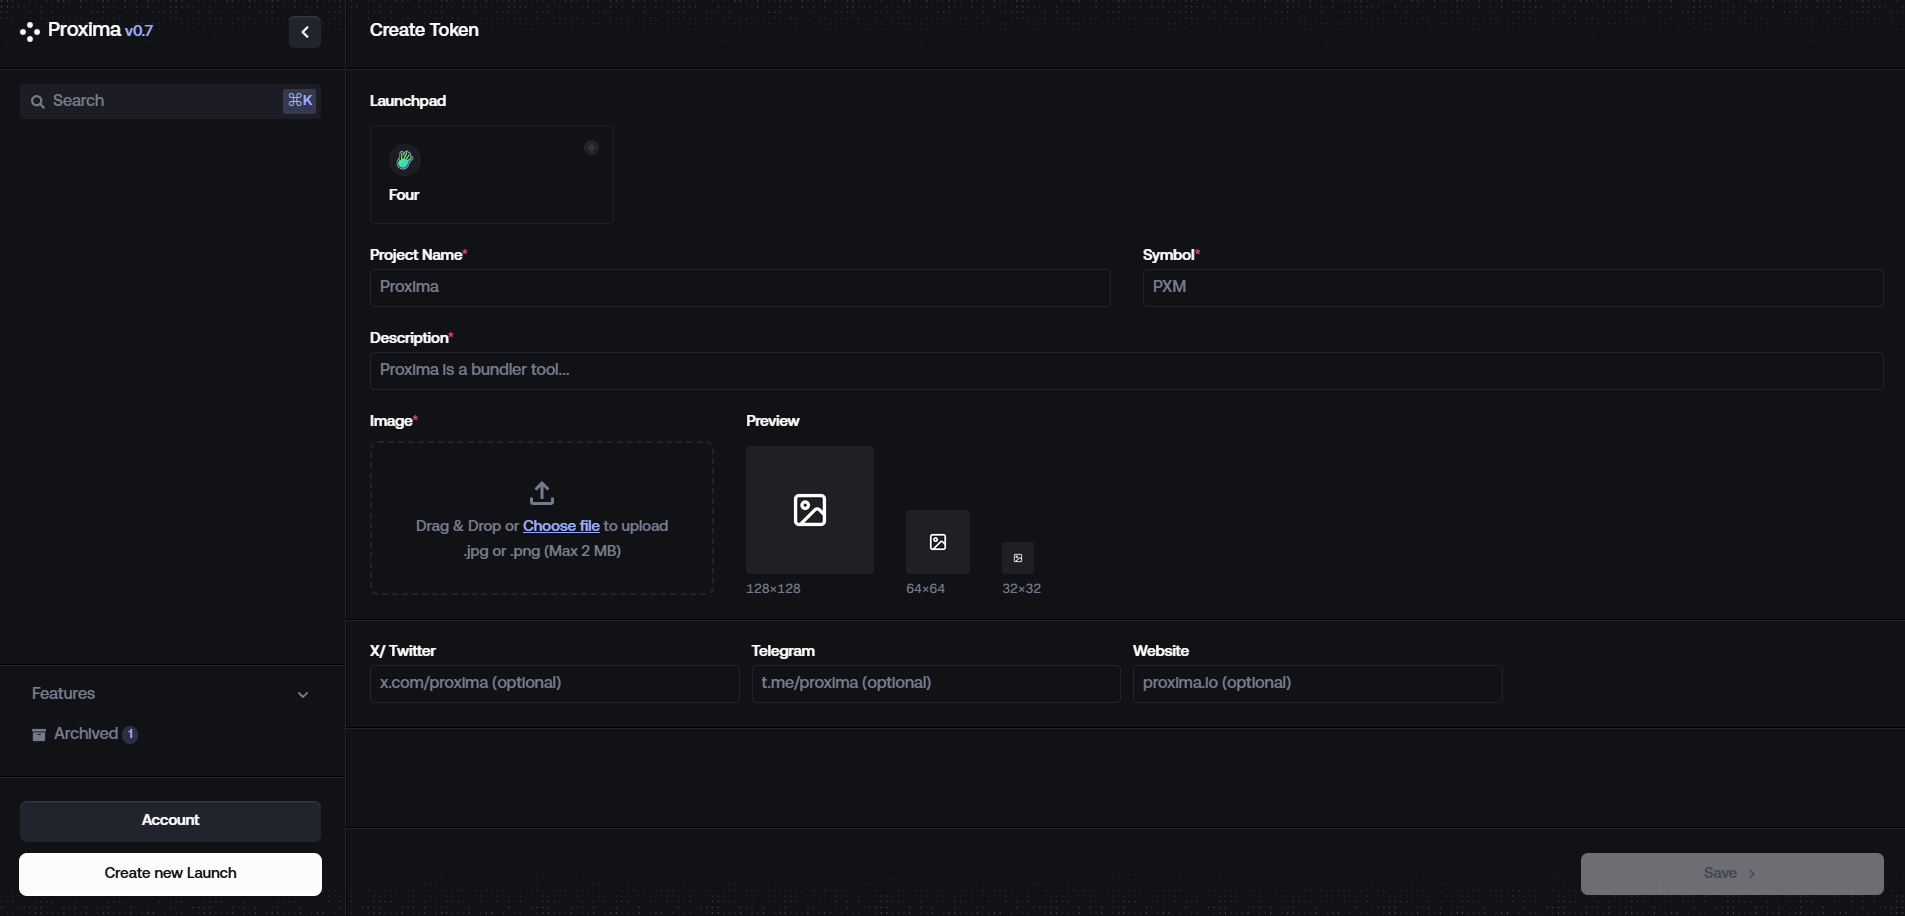 Proxima v0.7
Create Token
Search
⌘K
Launchpad
Four
Project Name*
Symbol*
Proxima
PXM
Description*
Proxima is a bundler tool...
Image*
Preview
Drag & Drop or Choose file to upload
.jpg or .png (Max 2 MB)
128×128
64×64
32×32
X/ Twitter
Telegram
Website
x.com/proxima (optional)
t.me/proxima (optional)
proxima.io (optional)
Features
Archived 1
Account
Create new Launch
Save